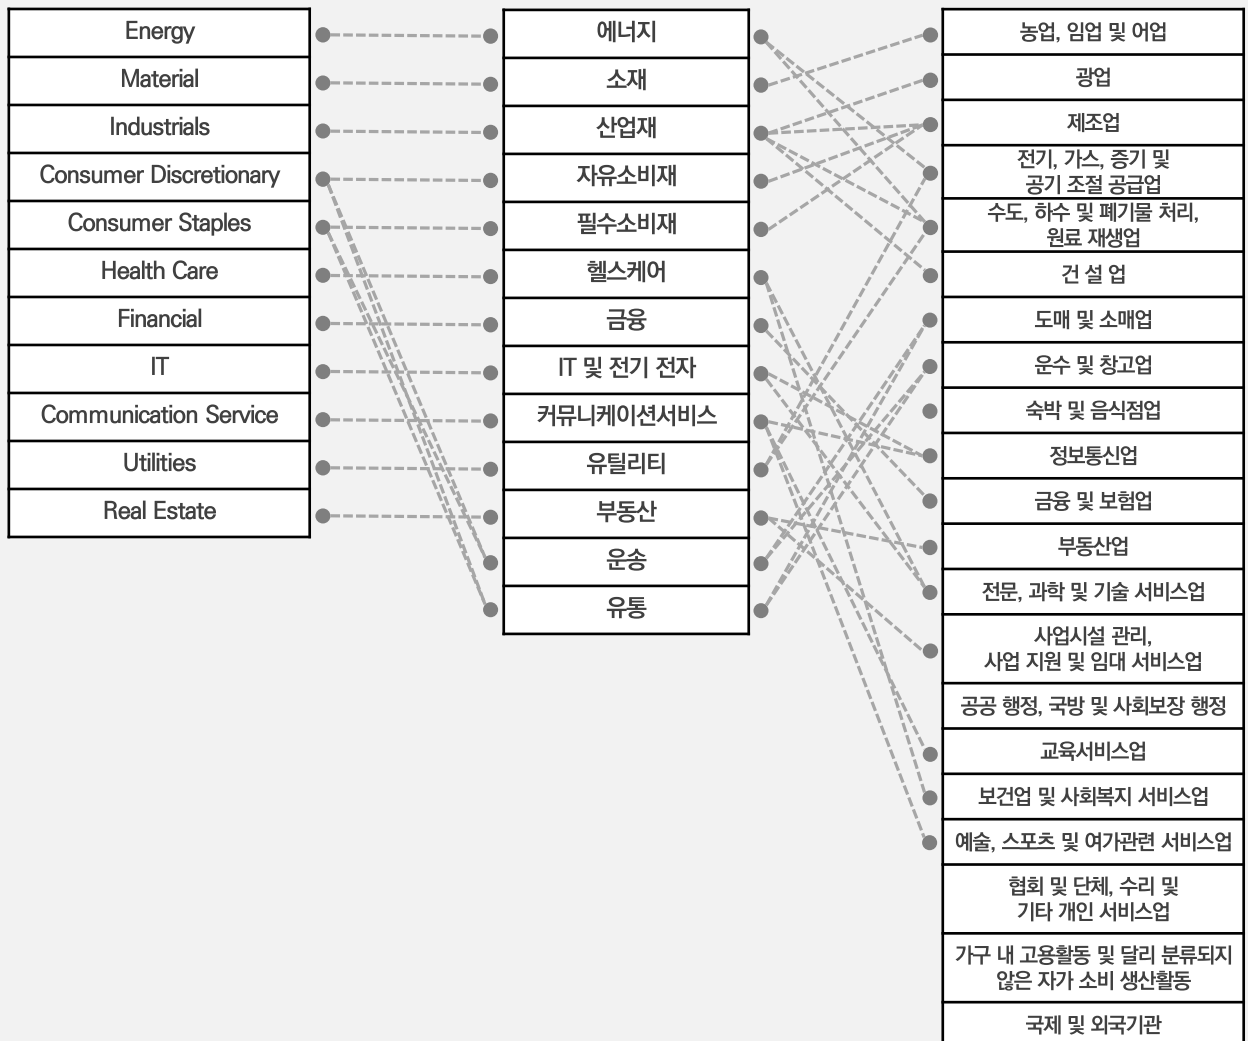 Energy
Material
Industrials
Consumer Discretionary
Consumer Staples
Health Care
Financial
IT
Communication Service
Utilities
Real Estate
에너지
소재
산업재
자유소비재
필수소비재
헬스케어
금융
IT 및 전기 전자
커뮤니케이션서비스
유틸리티
부동산
운송
유통
농업, 임업 및 어업
광업
제조업
전기, 가스, 증기 및
공기 조절 공급업
수도, 하수 및 폐기물 처리,
원료 재생업
건 설 업
도매 및 소매업
운수 및 창고업
숙박 및 음식점업
정보통신업
금융 및 보험업
부동산업
전문, 과학 및 기술 서비스업
사업시설 관리,
사업 지원 및 임대 서비스업
공공 행정, 국방 및 사회보장 행정
교육서비스업
보건업 및 사회복지 서비스업
예술, 스포츠 및 여가관련 서비스업
협회 및 단체, 수리 및
기타 개인 서비스업
가구 내 고용활동 및 달리 분류되지
않은 자가 소비 생산활동
국제 및 외국기관